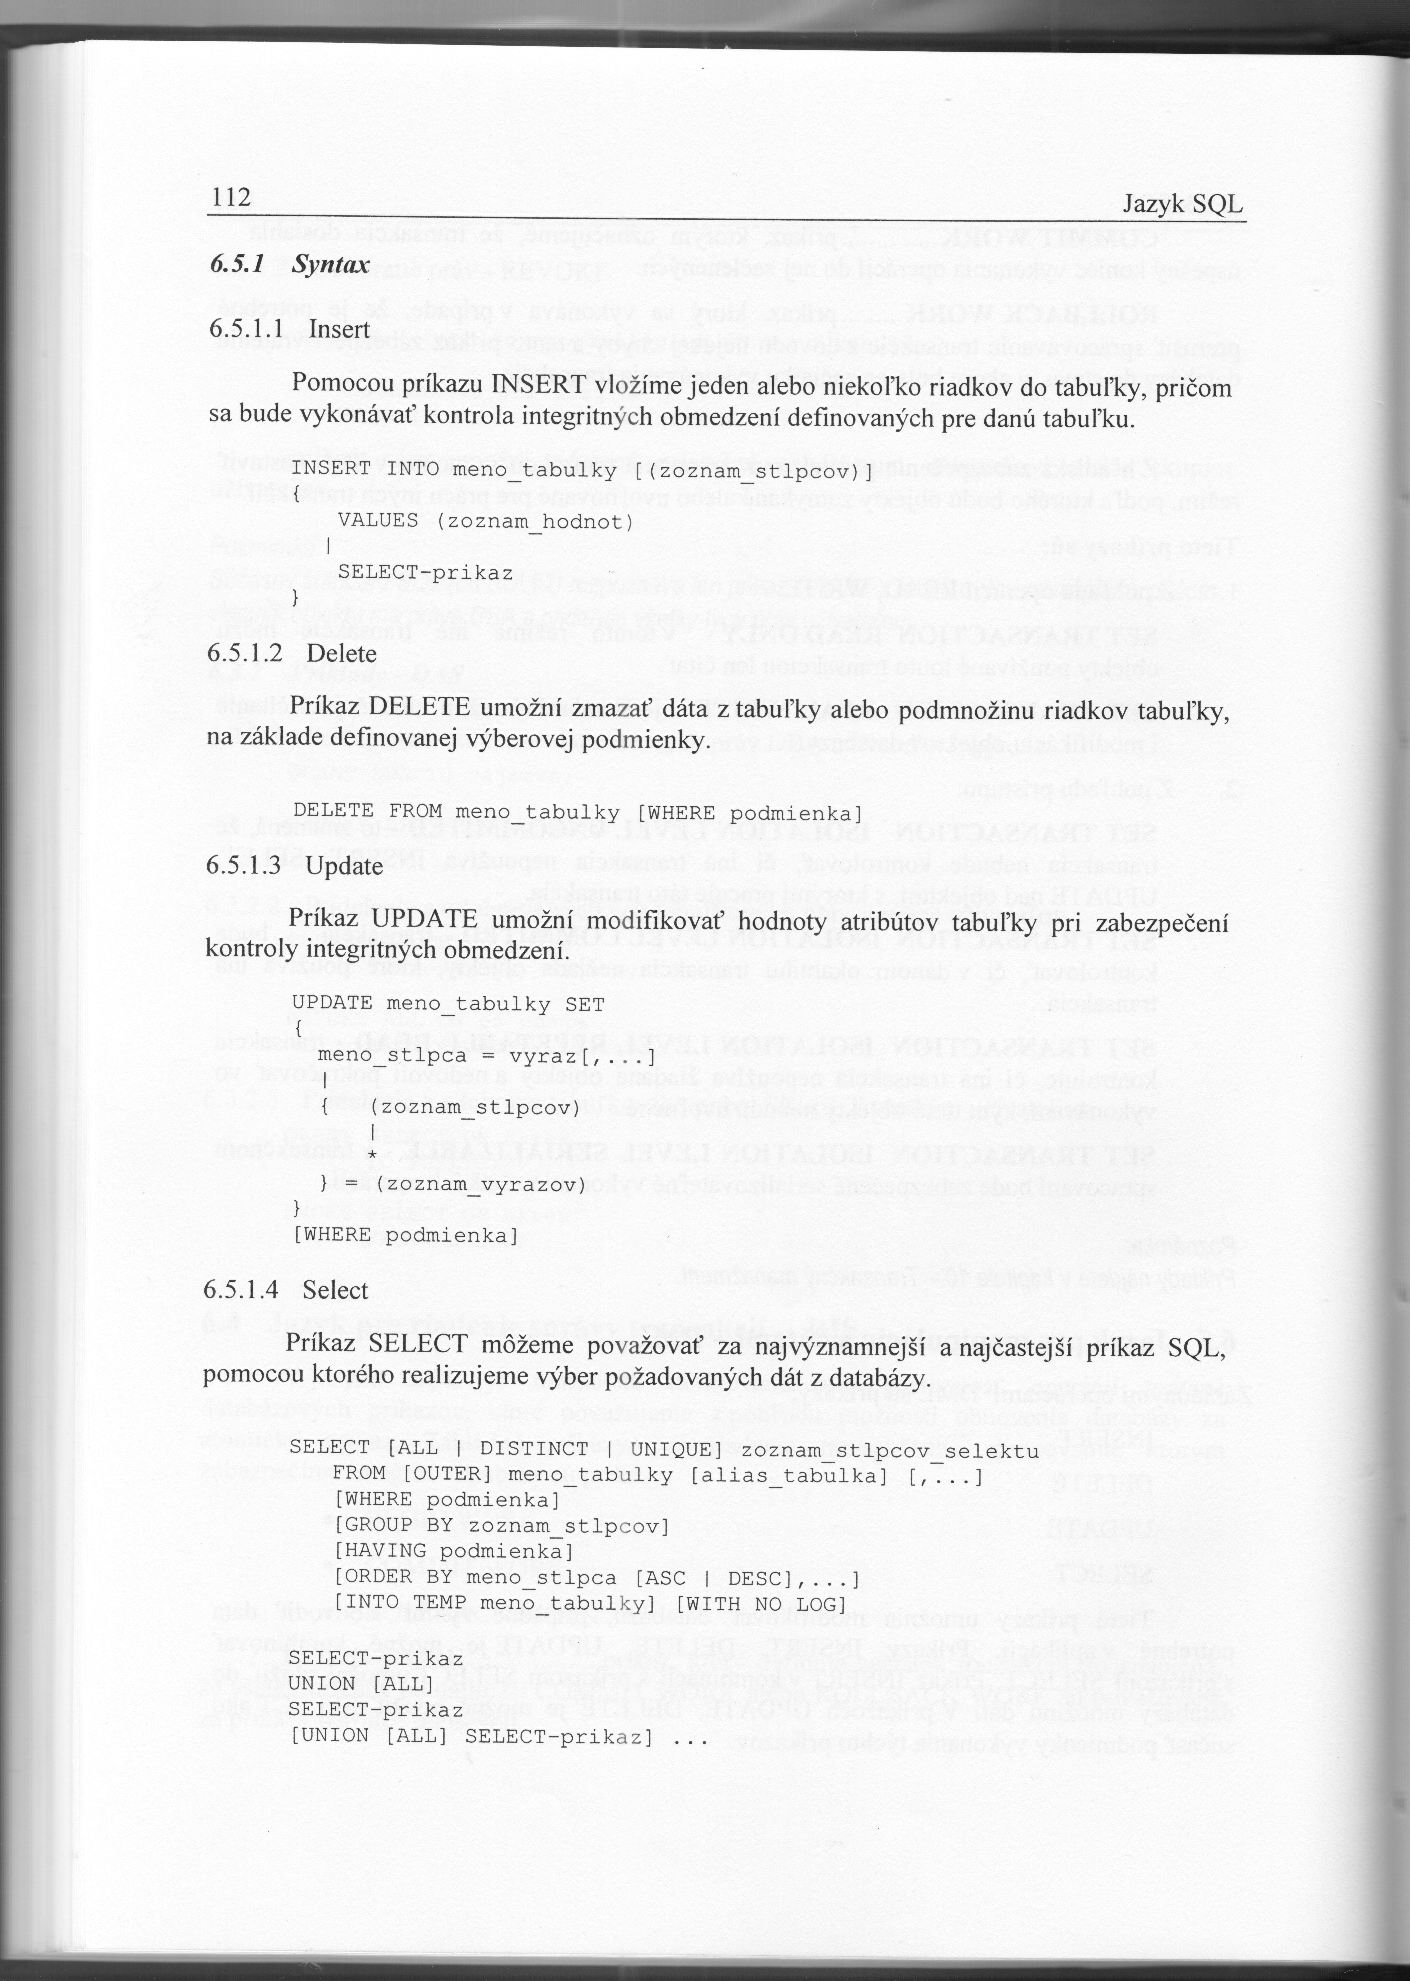 112
Jazyk SQL
6.5.1 Syntax
6.5.1.1 Insert
Pomocou príkazu INSERT vložíme jeden alebo niekoľko riadkov do tabuľky, pričom
sa bude vykonávať kontrola integritných obmedzení definovaných pre danú tabuľku.
INSERT INTO meno_tabulky [(zoznam_stlpcov)]
{
VALUES (zoznam_hodnot)
|
SELECT-prikaz
}
6.5.1.2 Delete
Príkaz DELETE umožní zmazať dáta z tabuľky alebo podmnožinu riadkov tabuľky,
na základe definovanej výberovej podmienky.
DELETE FROM meno_tabulky [WHERE podmienka]
6.5.1.3 Update
Príkaz UPDATE umožní modifikovať hodnoty atribútov tabuľky pri zabezpečení
kontroly integritných obmedzení.
UPDATE meno_tabulky SET
{
meno_stlpca = vyraz[,...]
|
{ (zoznam_stlpcov)
|
*
} = (zoznam_vyrazov)
}
[WHERE podmienka]
6.5.1.4 Select
Príkaz SELECT môžeme považovať za najvýznamnejší a najčastejší príkaz SQL,
pomocou ktorého realizujeme výber požadovaných dát z databázy.
SELECT [ALL | DISTINCT | UNIQUE] zoznam_stlpcov_selektu
FROM [OUTER] meno_tabulky [alias_tabulka] [,...]
[WHERE podmienka]
[GROUP BY zoznam_stlpcov]
[HAVING podmienka]
[ORDER BY meno_stlpca [ASC | DESC],...]
[INTO TEMP meno_tabulky] [WITH NO LOG]
SELECT-prikaz
UNION [ALL]
SELECT-prikaz
[UNION [ALL] SELECT-prikaz] ...